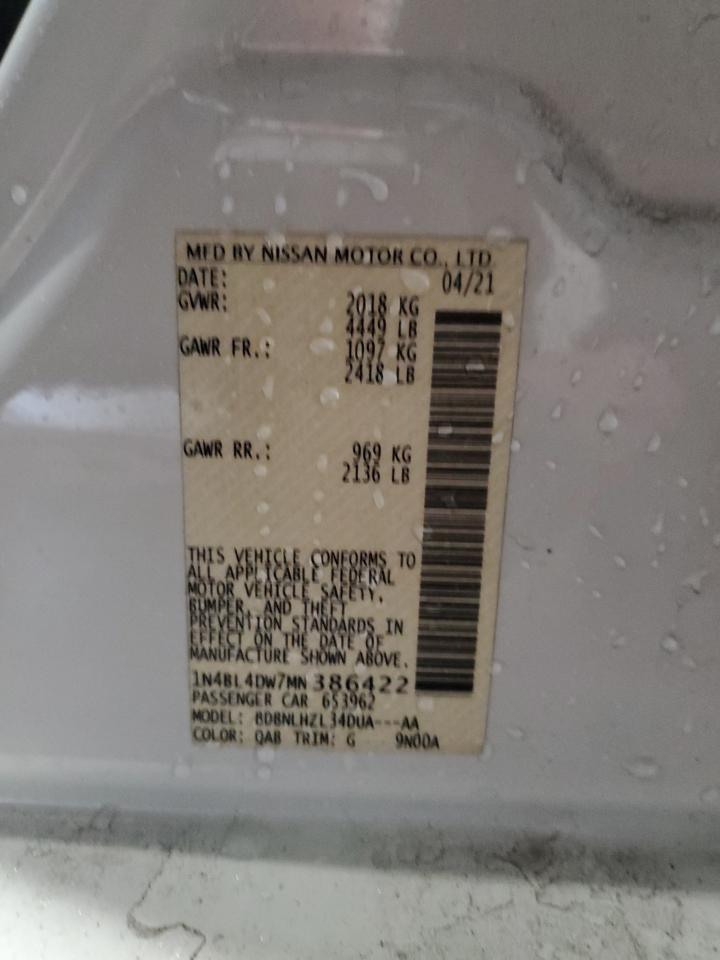 MFD BY NISSAN MOTOR CO., LTD.
DATE: 04/21
GVWR: 2018 KG
4449 LB
GAWR FR.: 1097 KG
2418 LB
GAWR RR.: 969 KG
2136 LB
THIS VEHICLE CONFORMS TO
ALL APPLICABLE FEDERAL
MOTOR VEHICLE SAFETY,
BUMPER, AND THEFT
PREVENTION STANDARDS IN
EFFECT ON THE DATE OF
MANUFACTURE SHOWN ABOVE.
1N4BL4DW7MN386422
PASSENGER CAR 653962
MODEL: BDBNLHZL34DUA---AA
COLOR: QAB TRIM: G 9N00A